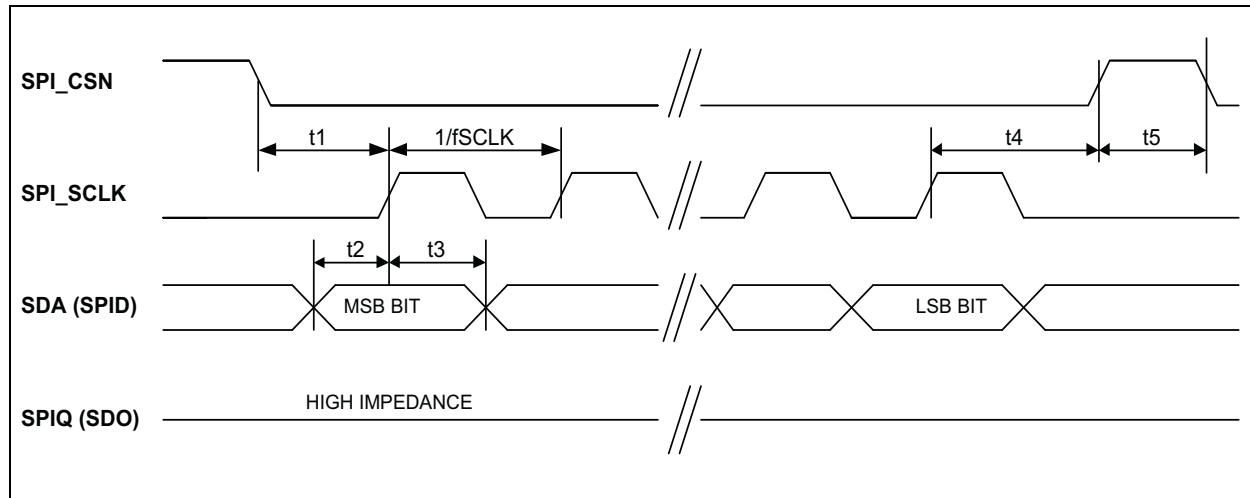 SPI_CSN
t1
1/fSCLK
t4
t5
SPI_SCLK
t2
t3
SDA (SPID)
MSB BIT
LSB BIT
HIGH IMPEDANCE
SPIQ (SDO)